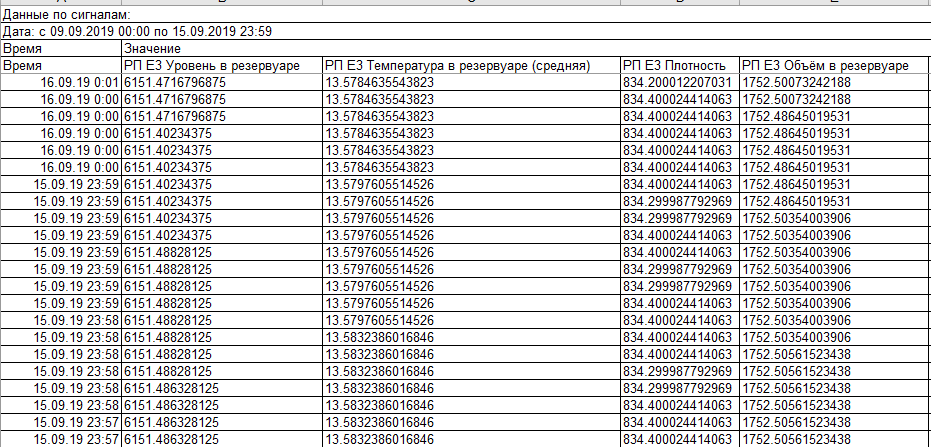 Данные по сигналам:
Дата: с 09.09.2019 00:00 по 15.09.2019 23:59
Время Значение
Время РП Е3 Уровень в резервуаре РП Е3 Температура в резервуаре (средняя) РП Е3 Плотность РП Е3 Объём в резервуаре
16.09.19 0:01 6151.4716796875 13.5784635543823 834.200012207031 1752.50073242188
16.09.19 0:00 6151.4716796875 13.5784635543823 834.400024414063 1752.50073242188
16.09.19 0:00 6151.4716796875 13.5784635543823 834.400024414063 1752.48645019531
16.09.19 0:00 6151.40234375 13.5784635543823 834.400024414063 1752.48645019531
16.09.19 0:00 6151.40234375 13.5784635543823 834.400024414063 1752.48645019531
16.09.19 0:00 6151.40234375 13.5784635543823 834.400024414063 1752.48645019531
15.09.19 23:59 6151.40234375 13.5797605514526 834.400024414063 1752.48645019531
15.09.19 23:59 6151.40234375 13.5797605514526 834.299987792969 1752.48645019531
15.09.19 23:59 6151.40234375 13.5797605514526 834.299987792969 1752.50354003906
15.09.19 23:59 6151.40234375 13.5797605514526 834.400024414063 1752.50354003906
15.09.19 23:59 6151.48828125 13.5797605514526 834.400024414063 1752.50354003906
15.09.19 23:59 6151.48828125 13.5797605514526 834.299987792969 1752.50354003906
15.09.19 23:59 6151.48828125 13.5797605514526 834.299987792969 1752.50354003906
15.09.19 23:59 6151.48828125 13.5797605514526 834.400024414063 1752.50354003906
15.09.19 23:58 6151.48828125 13.5797605514526 834.400024414063 1752.50354003906
15.09.19 23:58 6151.48828125 13.5832386016846 834.400024414063 1752.50354003906
15.09.19 23:58 6151.48828125 13.5832386016846 834.400024414063 1752.50561523438
15.09.19 23:58 6151.48828125 13.5832386016846 834.299987792969 1752.50561523438
15.09.19 23:58 6151.486328125 13.5832386016846 834.299987792969 1752.50561523438
15.09.19 23:58 6151.486328125 13.5832386016846 834.400024414063 1752.50561523438
15.09.19 23:57 6151.486328125 13.5832386016846 834.400024414063 1752.50561523438
15.09.19 23:57 6151.486328125 13.5832386016846 834.400024414063 1752.50561523438